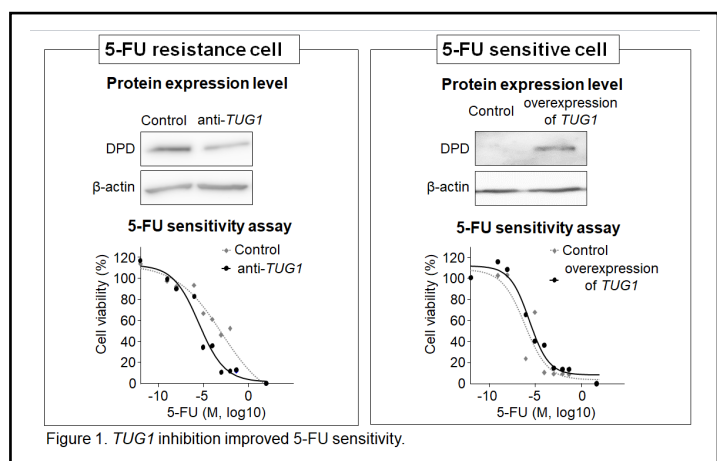 5-FU resistance cell
Protein expression level
Control anti-TUG1
DPD
β-actin
5-FU sensitivity assay
Control
anti-TUG1
Cell viability (%)
120
100
80
60
40
20
0
-10 -5 0
5-FU (M, log10)
5-FU sensitive cell
Protein expression level
Control overexpression
of TUG1
DPD
β-actin
5-FU sensitivity assay
Control
overexpression
of TUG1
Cell viability (%)
120
100
80
60
40
20
0
-10 -5 0
5-FU (M, log10)
Figure 1. TUG1 inhibition improved 5-FU sensitivity.